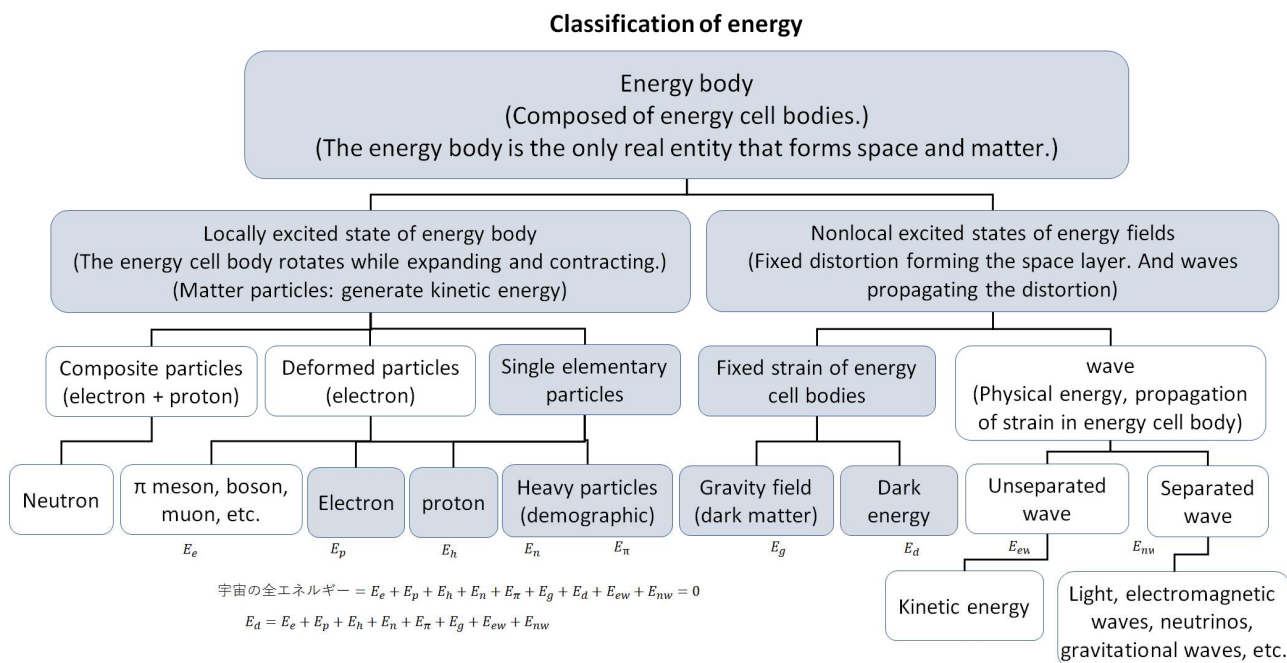 Classification of energy
Energy body
(Composed of energy cell bodies.)
(The energy body is the only real entity that forms space and matter.)
Locally excited state of energy body
(The energy cell body rotates while expanding and contracting.)
(Matter particles: generate kinetic energy)
Nonlocal excited states of energy fields
(Fixed distortion forming the space layer. And waves
propagating the distortion)
Composite particles
(electron + proton)
Deformed particles
(electron)
Single elementary
particles
Fixed strain of energy
cell bodies
wave
(Physical energy, propagation
of strain in energy cell body)
Neutron
π meson, boson,
muon, etc.
Electron
proton
Heavy particles
(demographic)
Gravity field
(dark matter)
Dark
energy
Unseparated
wave
Separated
wave
E_e
E_p
E_h
E_n
E_π
E_g
E_d
E_ew
E_nw
Kinetic energy
Light, electromagnetic
waves, neutrinos,
gravitational waves, etc.
宇宙の全エネルギー = E_e + E_p + E_h + E_n + E_π + E_g + E_d + E_ew + E_nw = 0
E_d = E_e + E_p + E_h + E_n + E_π + E_g + E_ew + E_nw